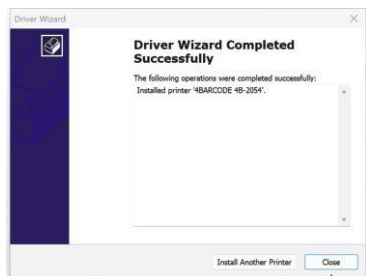 Driver Wizard
Driver Wizard Completed
Successfully
The following operations were completed successfully:
Installed printer '4BARCODE 4B-2054'.
Install Another Printer
Close